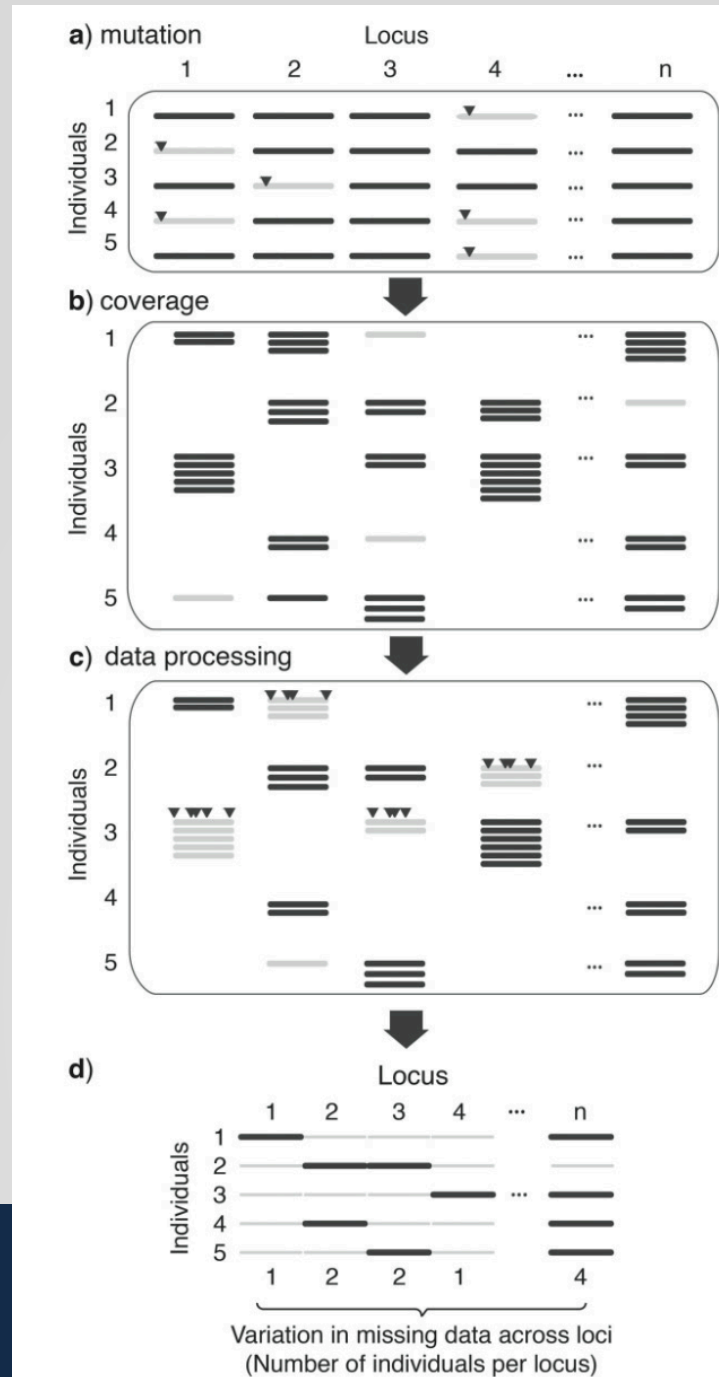 a) mutation Locus
1 2 3 4 ... n
Individuals
1 ...
2 ...
3 ...
4 ...
5 ...
b) coverage
Individuals
1 ...
2 ...
3 ...
4 ...
5 ...
c) data processing
Individuals
1 ...
2 ...
3 ...
4 ...
5 ...
d)
Locus
1 2 3 4 ... n
Individuals
1
2
3 ...
4
5
1 2 2 1 4
Variation in missing data across loci
(Number of individuals per locus)